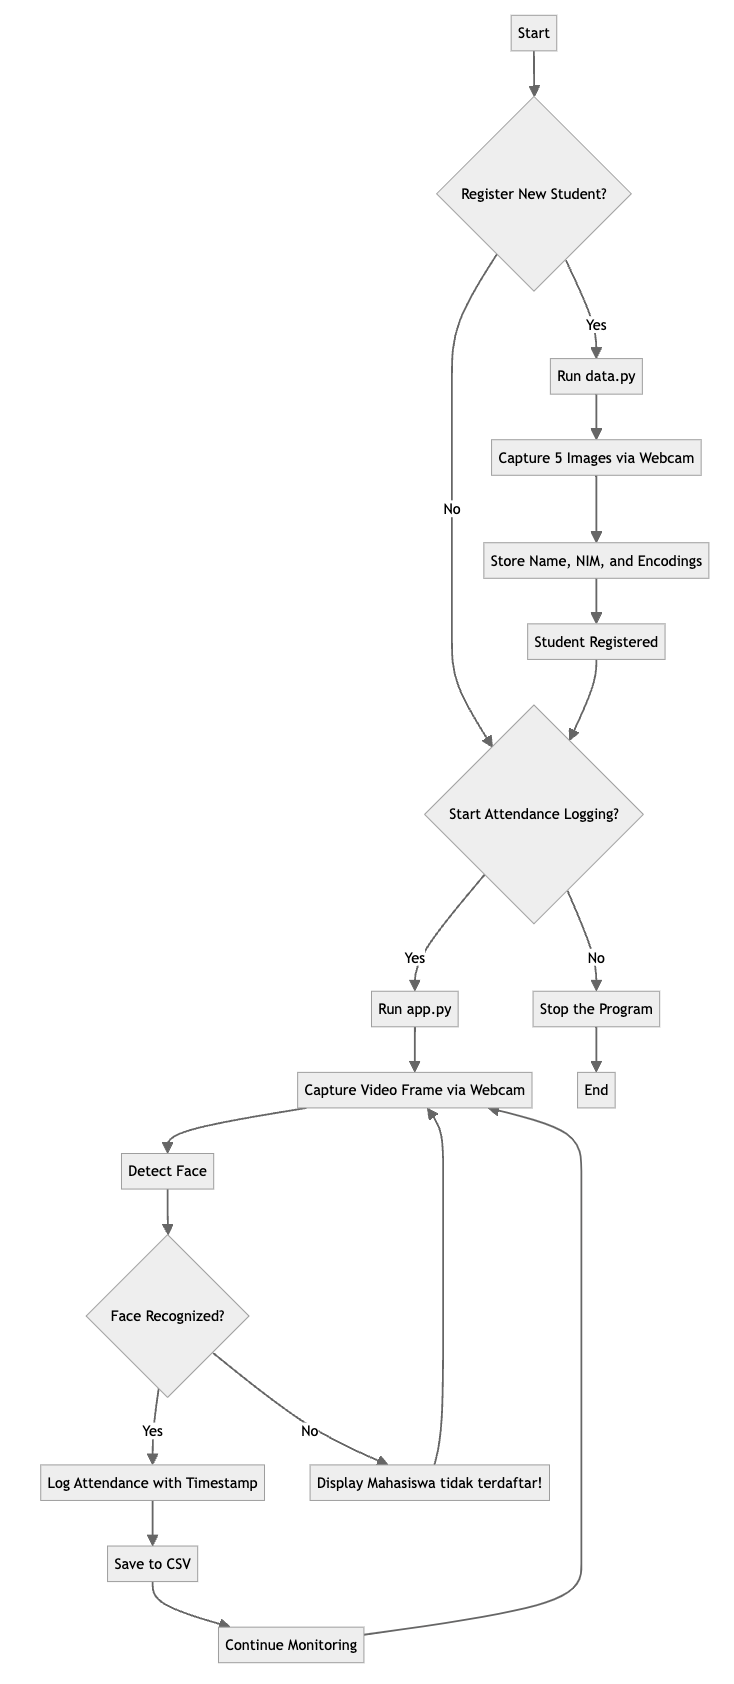 Start
Register New Student?
Yes
Run data.py
Capture 5 Images via Webcam
No
Store Name, NIM, and Encodings
Student Registered
Start Attendance Logging?
Yes
No
Run app.py
Stop the Program
Capture Video Frame via Webcam
End
Detect Face
Face Recognized?
Yes
No
Log Attendance with Timestamp
Display Mahasiswa tidak terdaftar!
Save to CSV
Continue Monitoring